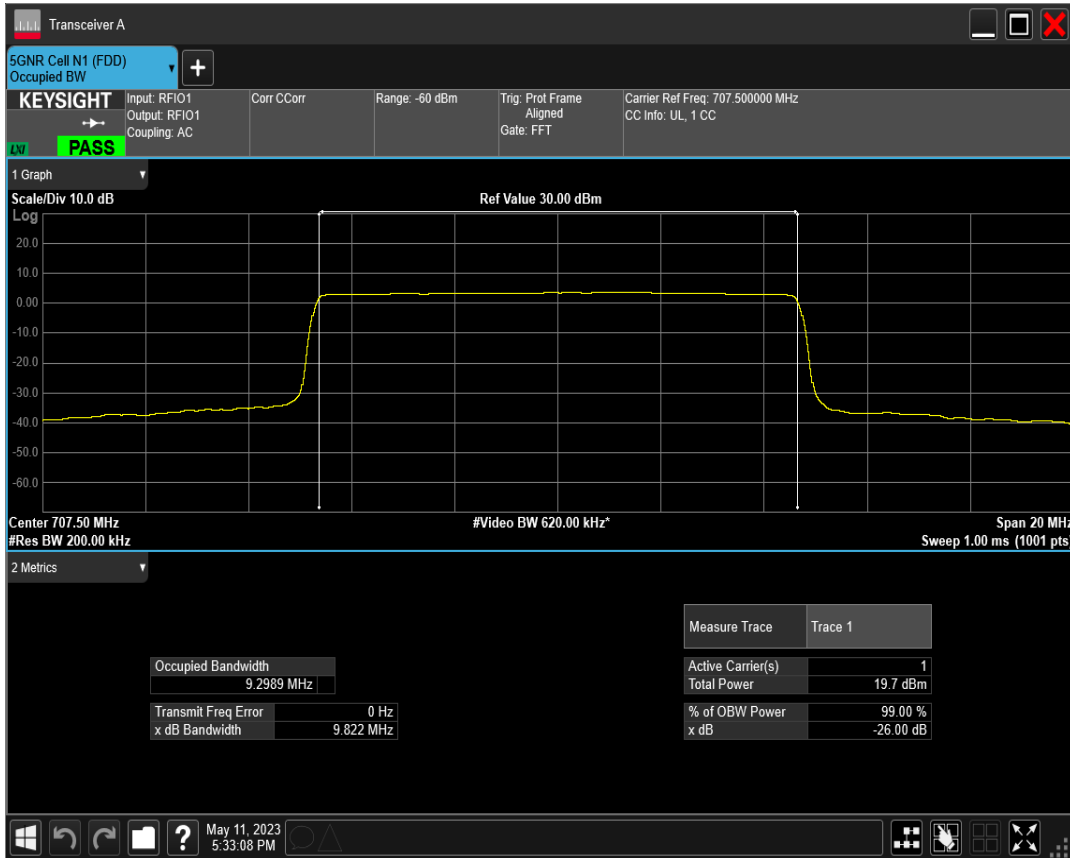 Transceiver A
5GNR Cell N1 (FDD)
Occupied BW
+
KEYSIGHT
LXI
PASS
Input: RFIO1
Output: RFIO1
Coupling: AC
Corr CCorr
Range: -60 dBm
Trig: Prot Frame
Aligned
Gate: FFT
Carrier Ref Freq: 707.500000 MHz
CC Info: UL, 1 CC
1 Graph
Scale/Div 10.0 dB
Ref Value 30.00 dBm
Log
20.0
10.0
0.00
-10.0
-20.0
-30.0
-40.0
-50.0
-60.0
Center 707.50 MHz
#Video BW 620.00 kHz*
Span 20 MHz
#Res BW 200.00 kHz
Sweep 1.00 ms (1001 pts)
2 Metrics
Measure Trace Trace 1
Occupied Bandwidth
9.2989 MHz
Active Carrier(s) 1
Total Power 19.7 dBm
Transmit Freq Error 0 Hz
x dB Bandwidth 9.822 MHz
% of OBW Power 99.00 %
x dB -26.00 dB
?
May 11, 2023
5:33:08 PM